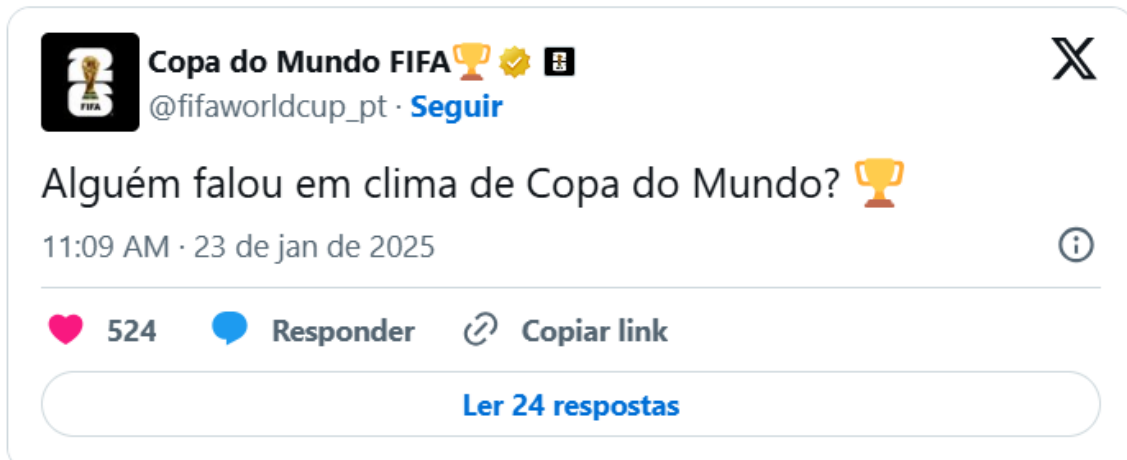 Copa do Mundo FIFA🏆
@fifaworldcup_pt · Seguir
Alguém falou em clima de Copa do Mundo? 🏆
11:09 AM · 23 de jan de 2025
524 Responder Copiar link
Ler 24 respostas
FIFA